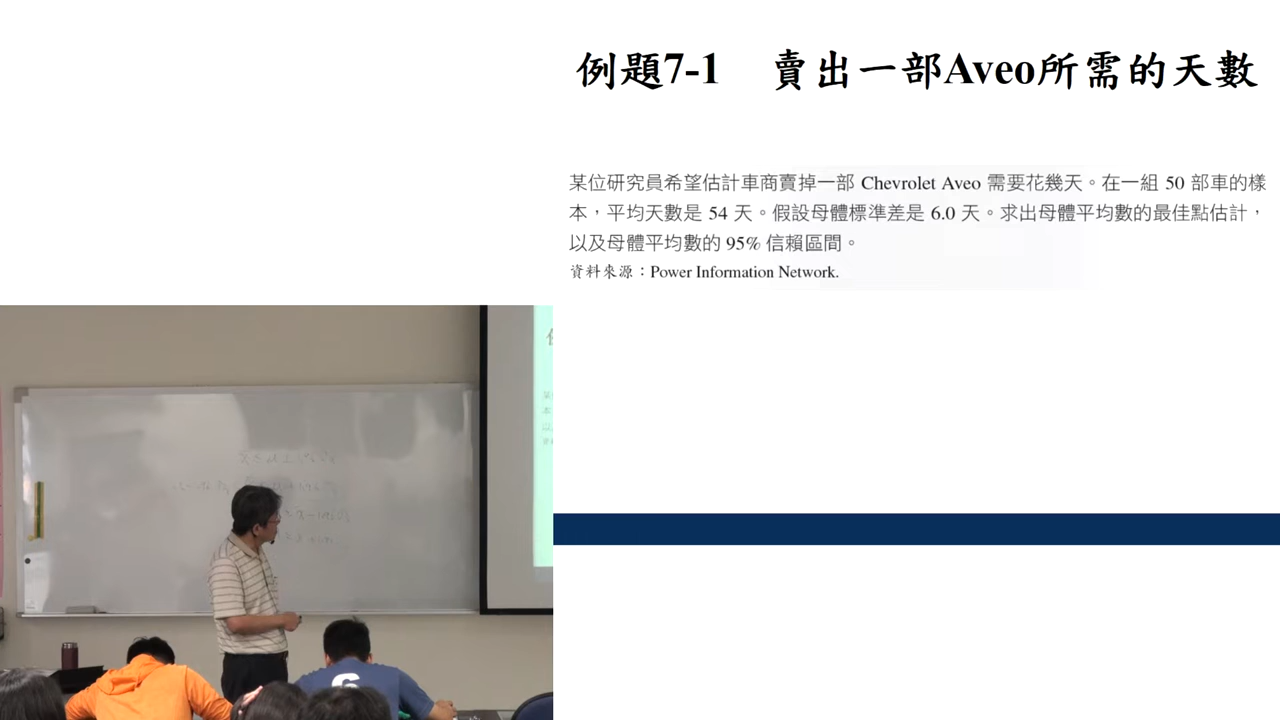 例題7-1 賣出一部Aveo所需的天數
某位研究員希望估計車商賣掉一部 Chevrolet Aveo 需要花幾天。在一組 50 部車的樣
本,平均天數是 54 天。假設母體標準差是 6.0 天。求出母體平均數的最佳點估計,
以及母體平均數的 95% 信賴區間。
資料來源:Power Information Network.
6